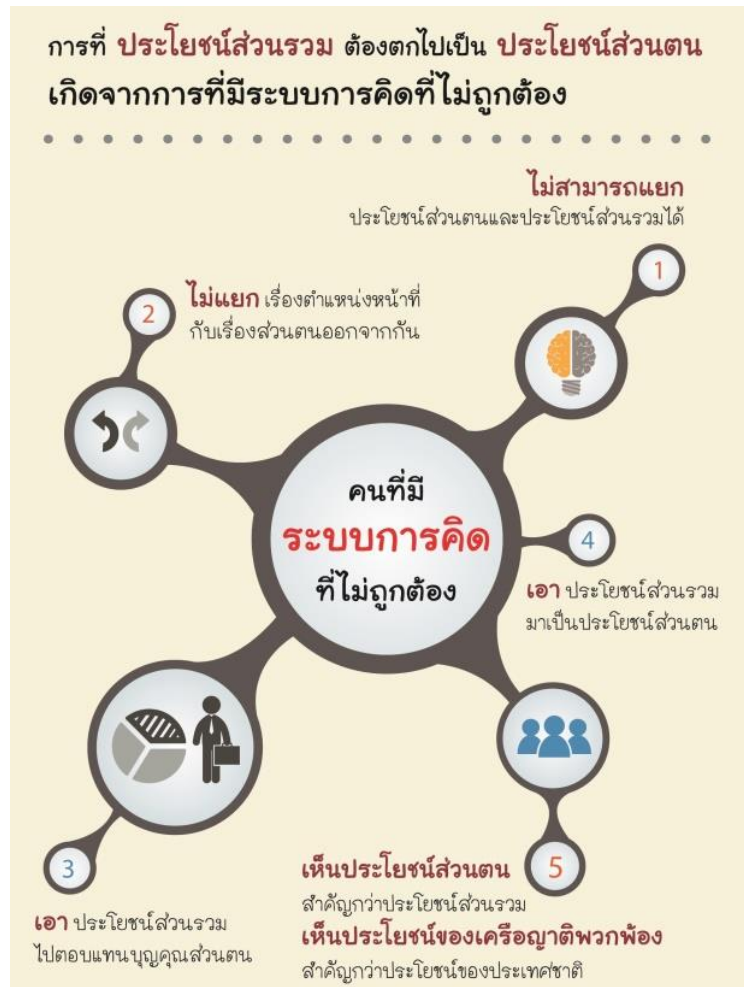 การที่ ประโยชน์ส่วนรวม ต้องตกไปเป็น ประโยชน์ส่วนตน
เกิดจากการที่มีระบบการคิดที่ไม่ถูกต้อง
ไม่สามารถแยก
ประโยชน์ส่วนตนและประโยชน์ส่วนรวมได้
1
2
ไม่แยก เรื่องตำแหน่งหน้าที่
กับเรื่องส่วนตนออกจากกัน
คนที่มี
ระบบการคิด
ที่ไม่ถูกต้อง
3
เอา ประโยชน์ส่วนรวม
ไปตอบแทนบุญคุณส่วนตน
4
เอา ประโยชน์ส่วนรวม
มาเป็นประโยชน์ส่วนตน
5
เห็นประโยชน์ส่วนตน
สำคัญกว่าประโยชน์ส่วนรวม
เห็นประโยชน์ของเครือญาติพวกพ้อง
สำคัญกว่าประโยชน์ของประเทศชาติ